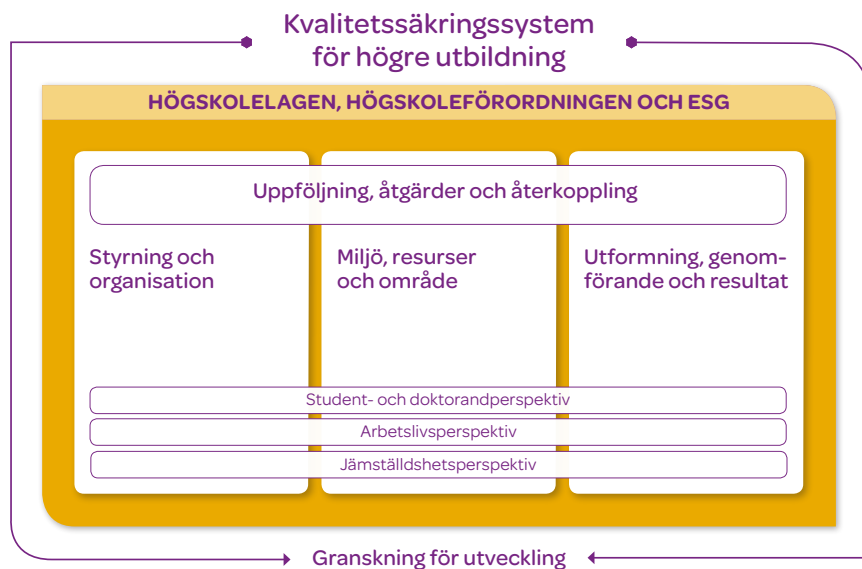 Kvalitetssäkringssystem
för högre utbildning
HÖGSKOLELAGEN, HÖGSKOLEFÖRORDNINGEN OCH ESG
Uppföljning, åtgärder och återkoppling
Styrning och
organisation
Miljö, resurser
och område
Utformning, genom-
förande och resultat
Student- och doktorandperspektiv
Arbetslivsperspektiv
Jämställdshetsperspektiv
Granskning för utveckling